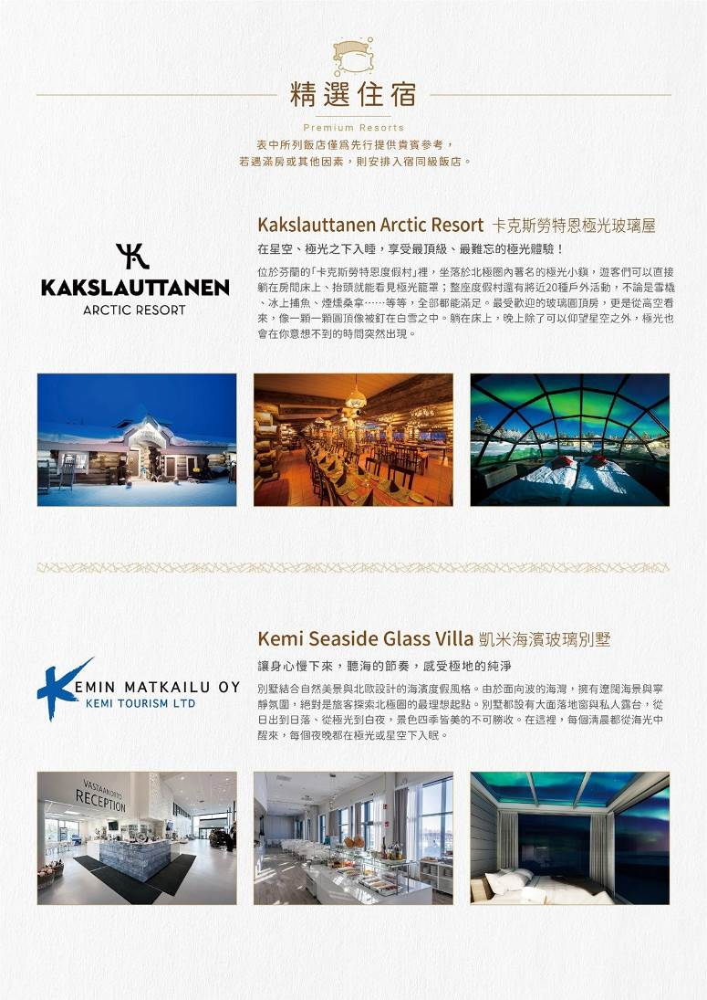 精選住宿
Premium Resorts
表中所列飯店僅為先行提供貴賓參考，
若遇滿房或其他因素，則安排入宿同級飯店。
KAKSLAUTTANEN
ARCTIC RESORT
Kakslauttanen Arctic Resort 卡克斯勞特恩極光玻璃屋
在星空、極光之下入睡，享受最頂級、最難忘的極光體驗！
位於芬蘭的「卡克斯勞特恩度假村」裡，坐落於北極圈內著名的極光小鎮，遊客們可以直接
躺在房間床上、抬頭就能看見極光籠罩；整座度假村還有將近20種戶外活動，不論是雪橇
、冰上捕魚、煙燻桑拿……等等，全部都能滿足。最受歡迎的玻璃圓頂房，更是從高空看
來，像一顆一顆圓頂像被釘在白雪之中。躺在床上，晚上除了可以仰望星空之外，極光也
會在你意想不到的時間突然出現。
KEMIN MATKAILU OY
KEMI TOURISM LTD
Kemi Seaside Glass Villa 凱米海濱玻璃別墅
讓身心慢下來，聽海的節奏，感受極地的純淨
別墅結合自然美景與北歐設計的海濱度假風格。由於面向波的海灣，擁有遼闊海景與寧
靜氛圍，絕對是旅客探索北極圈的最理想起點。別墅都設有大面落地窗與私人露台，從
日出到日落、從極光到白夜，景色四季皆美的不可勝收。在這裡，每個清晨都從海光中
醒來，每個夜晚都在極光或星空下入眠。
VASTAANOTTO
RECEPTION